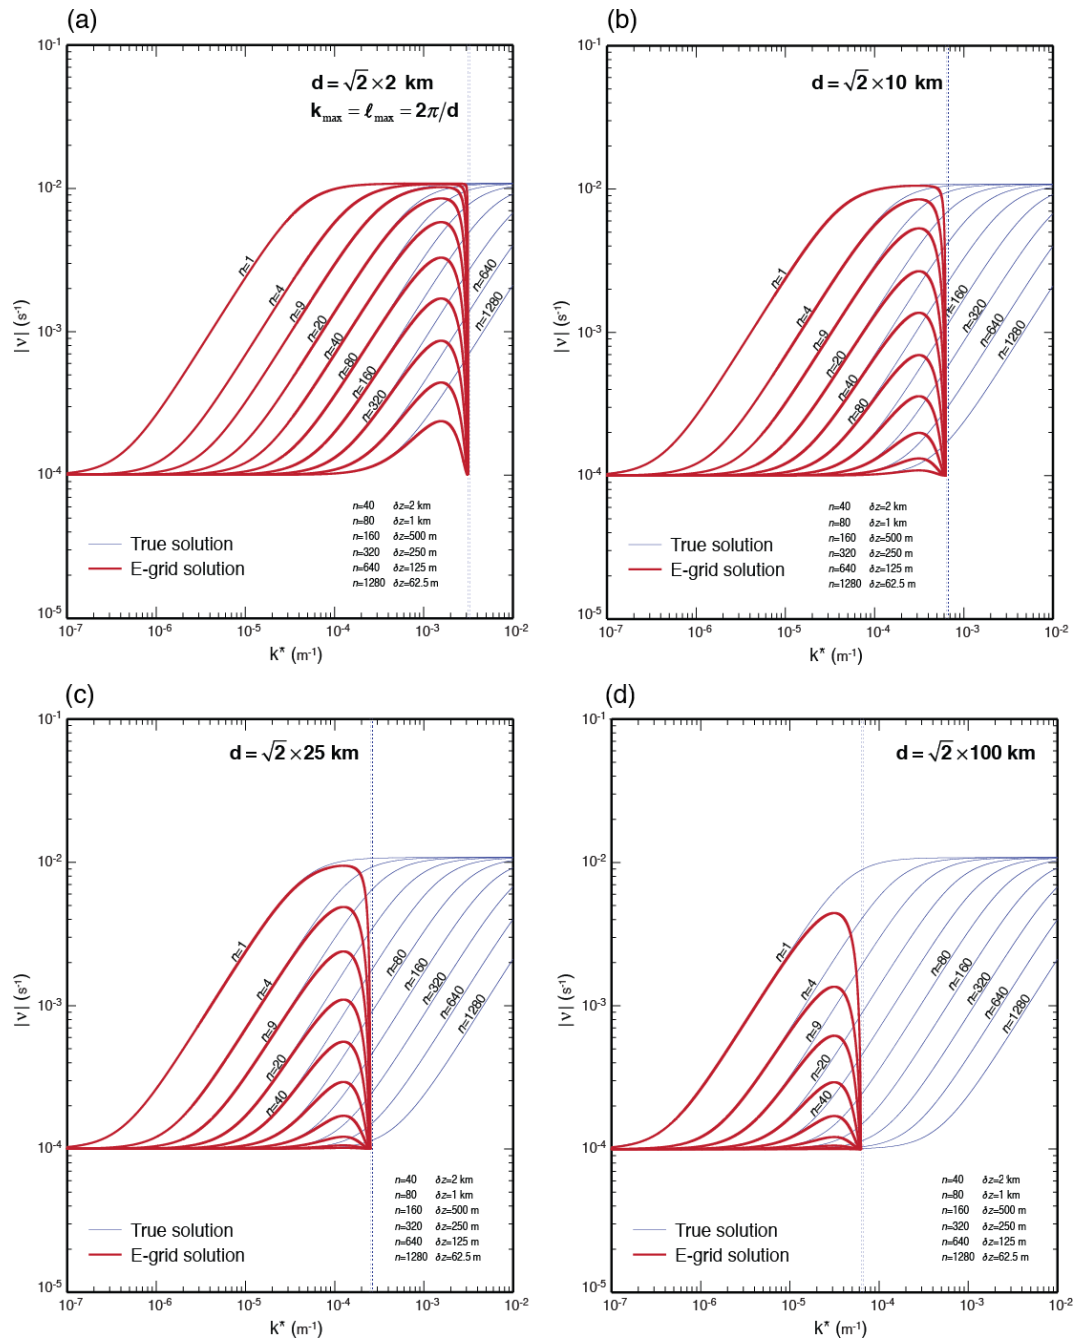 (a)
10-1
10-2
10-3
10-4
10-5
|ν| (s-1)
d = √2 × 2 km
kmax = ℓmax = 2π/d
n=1
n=4
n=9
n=20
n=40
n=80
n=160
n=320
n=640
n=1280
n=40 δz=2 km
n=80 δz=1 km
n=160 δz=500 m
n=320 δz=250 m
n=640 δz=125 m
n=1280 δz=62.5 m
True solution
E-grid solution
10-7 10-6 10-5 10-4 10-3 10-2
k* (m-1)
(b)
10-1
10-2
10-3
10-4
10-5
|ν| (s-1)
d = √2 × 10 km
n=1
n=4
n=9
n=20
n=40
n=80
n=160
n=320
n=640
n=1280
n=40 δz=2 km
n=80 δz=1 km
n=160 δz=500 m
n=320 δz=250 m
n=640 δz=125 m
n=1280 δz=62.5 m
True solution
E-grid solution
10-7 10-6 10-5 10-4 10-3 10-2
k* (m-1)
(c)
10-1
10-2
10-3
10-4
10-5
|ν| (s-1)
d = √2 × 25 km
n=1
n=4
n=9
n=20
n=40
n=80
n=160
n=320
n=640
n=1280
n=40 δz=2 km
n=80 δz=1 km
n=160 δz=500 m
n=320 δz=250 m
n=640 δz=125 m
n=1280 δz=62.5 m
True solution
E-grid solution
10-7 10-6 10-5 10-4 10-3 10-2
k* (m-1)
(d)
10-1
10-2
10-3
10-4
10-5
|ν| (s-1)
d = √2 × 100 km
n=1
n=4
n=9
n=20
n=40
n=80
n=160
n=320
n=640
n=1280
n=40 δz=2 km
n=80 δz=1 km
n=160 δz=500 m
n=320 δz=250 m
n=640 δz=125 m
n=1280 δz=62.5 m
True solution
E-grid solution
10-7 10-6 10-5 10-4 10-3 10-2
k* (m-1)